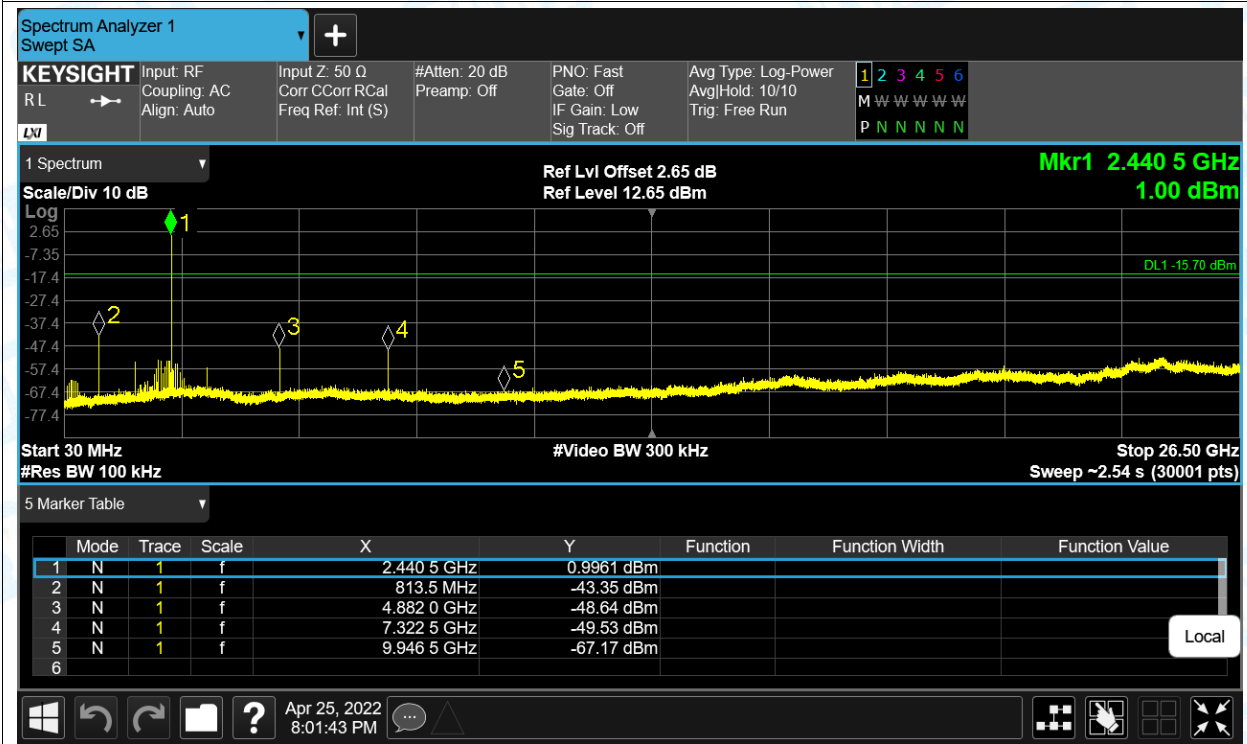 Spectrum Analyzer 1
Swept SA
KEYSIGHT
R L
LXI
Input: RF
Coupling: AC
Align: Auto
Input Z: 50 Ω
Corr CCorr RCal
Freq Ref: Int (S)
#Atten: 20 dB
Preamp: Off
PNO: Fast
Gate: Off
IF Gain: Low
Sig Track: Off
Avg Type: Log-Power
Avg|Hold: 10/10
Trig: Free Run
1 2 3 4 5 6
M W W W W W
P N N N N N
1 Spectrum
Scale/Div 10 dB
Ref Lvl Offset 2.65 dB
Ref Level 12.65 dBm
Mkr1 2.440 5 GHz
1.00 dBm
Log
2.65
-7.35
-17.4
-27.4
-37.4
-47.4
-57.4
-67.4
-77.4
1
2
3
4
5
DL1 -15.70 dBm
Start 30 MHz
#Video BW 300 kHz
Stop 26.50 GHz
#Res BW 100 kHz
Sweep ~2.54 s (30001 pts)
5 Marker Table
Mode Trace Scale X Y Function Function Width Function Value
1 N 1 f 2.440 5 GHz 0.9961 dBm
2 N 1 f 813.5 MHz -43.35 dBm
3 N 1 f 4.882 0 GHz -48.64 dBm
4 N 1 f 7.322 5 GHz -49.53 dBm
5 N 1 f 9.946 5 GHz -67.17 dBm
6
Local
?
Apr 25, 2022
8:01:43 PM